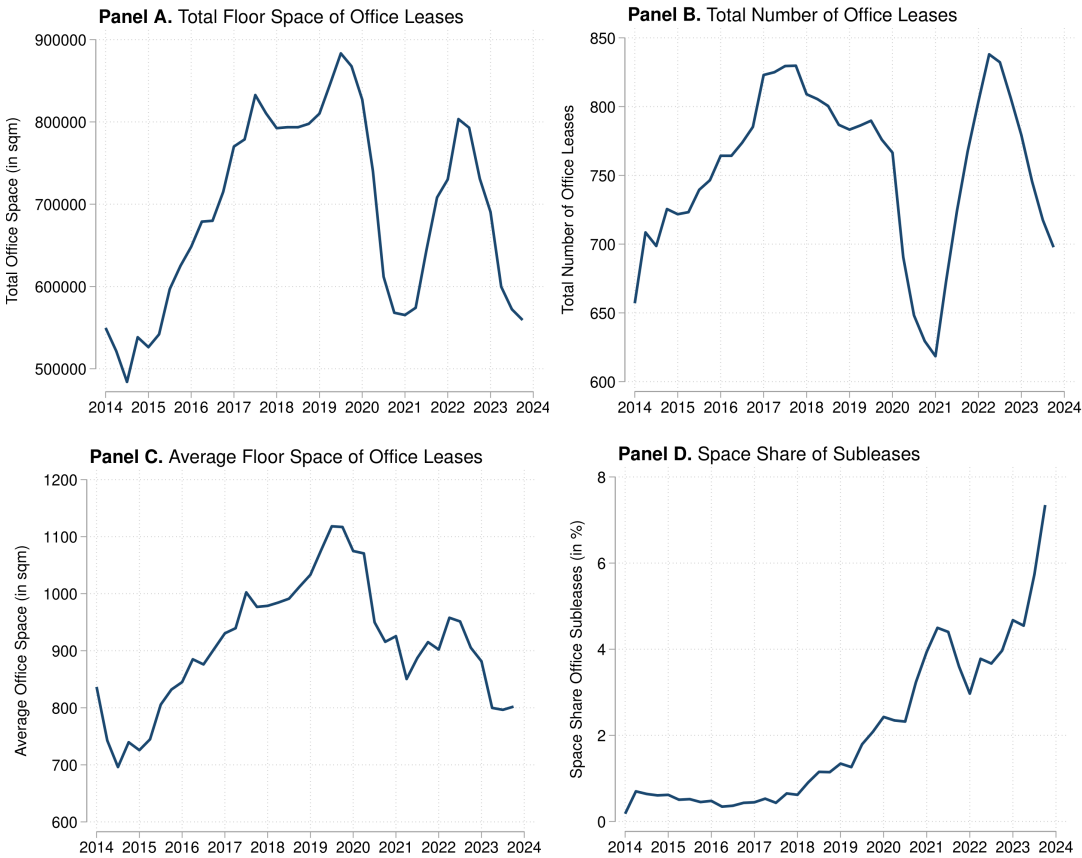 Panel A. Total Floor Space of Office Leases
Total Office Space (in sqm)
900000
800000
700000
600000
500000
2014 2015 2016 2017 2018 2019 2020 2021 2022 2023 2024
Panel B. Total Number of Office Leases
Total Number of Office Leases
850
800
750
700
650
600
2014 2015 2016 2017 2018 2019 2020 2021 2022 2023 2024
Panel C. Average Floor Space of Office Leases
Average Office Space (in sqm)
1200
1100
1000
900
800
700
600
2014 2015 2016 2017 2018 2019 2020 2021 2022 2023 2024
Panel D. Space Share of Subleases
Space Share Office Subleases (in %)
8
6
4
2
0
2014 2015 2016 2017 2018 2019 2020 2021 2022 2023 2024